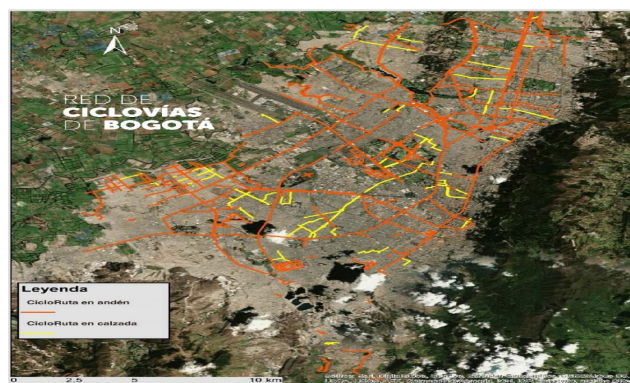 N
RED DE
CICLOVÍAS
DE BOGOTÁ
Leyenda
CicloRuta en andén
CicloRuta en calzada
0 2,5 5 10 km